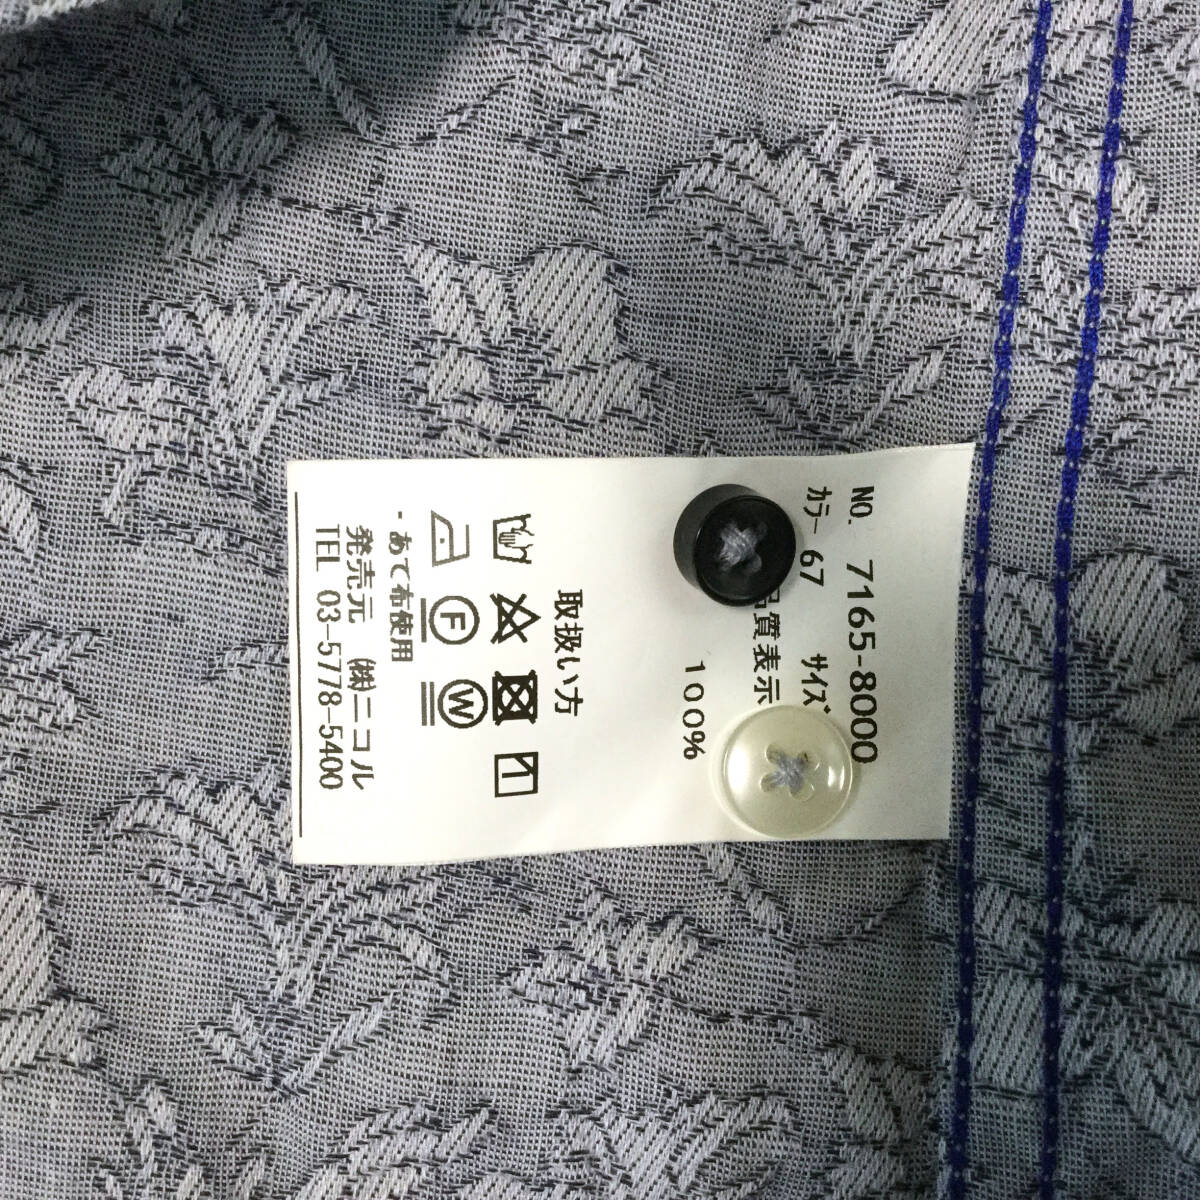 NO. 7165-8000
カラー 67 サイズ
品質表示
100%
取扱い方
F W
・あて布使用
発売元 ㈱ニコル
TEL 03-5778-5400